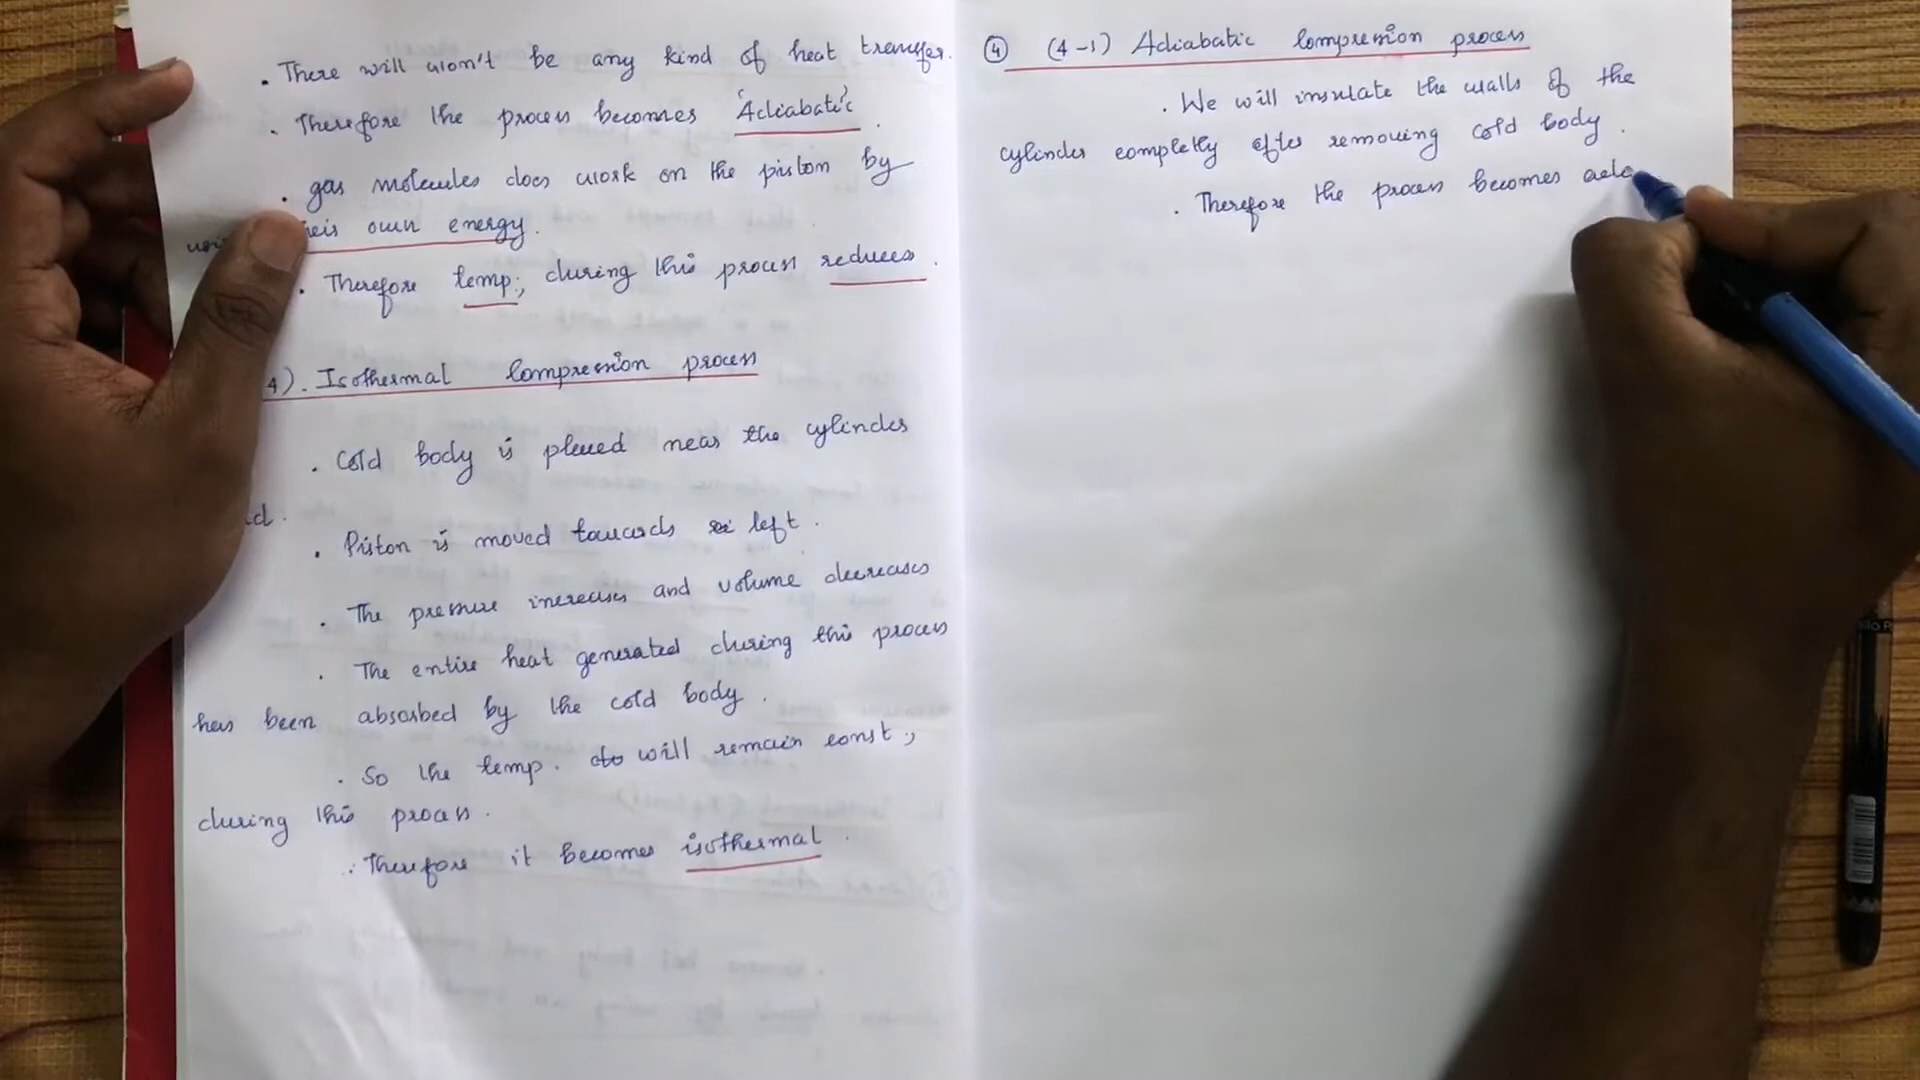 . There will won't be any kind of heat transfer.
. Therefore the process becomes 'Adiabatic'.
. gas molecules does work on the piston by
own energy.
. Therefore temp; during this process reduces.
4). Isothermal Compression process
. Cold body is placed near the cylinder
. Piston is moved towards left.
. The pressure increases and volume decreases
. The entire heat generated during this process
has been absorbed by the cold body.
. So the temp. will remain const;
during this process.
∴ Therefore it becomes isothermal.
④ (4-1) Adiabatic Compression process
. We will insulate the walls of the
cylinder completly after removing cold body.
. Therefore the process becomes